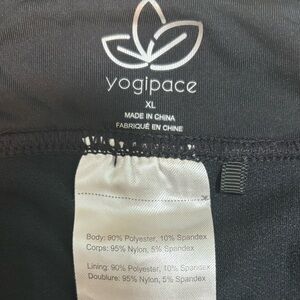 yogipace
XL
MADE IN CHINA
FABRIQUÉ EN CHINE
Body: 90% Polyester, 10% Spandex
Corps: 95% Nylon, 5% Spandex
Lining: 90% Polyester, 10% Spandex
Doublure: 95% Nylon, 5% Spandex